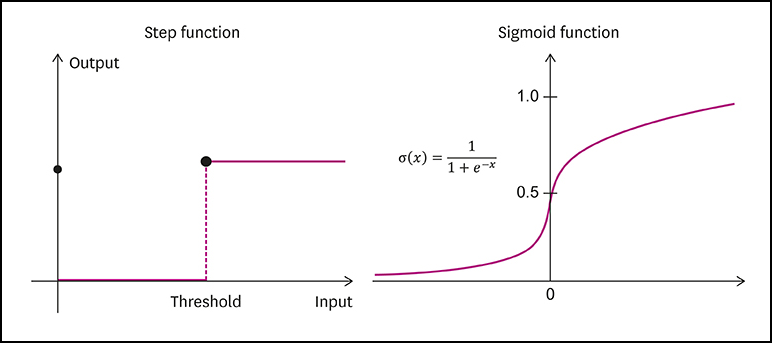 Step function
Output
Threshold
Input
Sigmoid function
1.0
σ(x) = 1 / (1 + e^{-x})
0.5
0